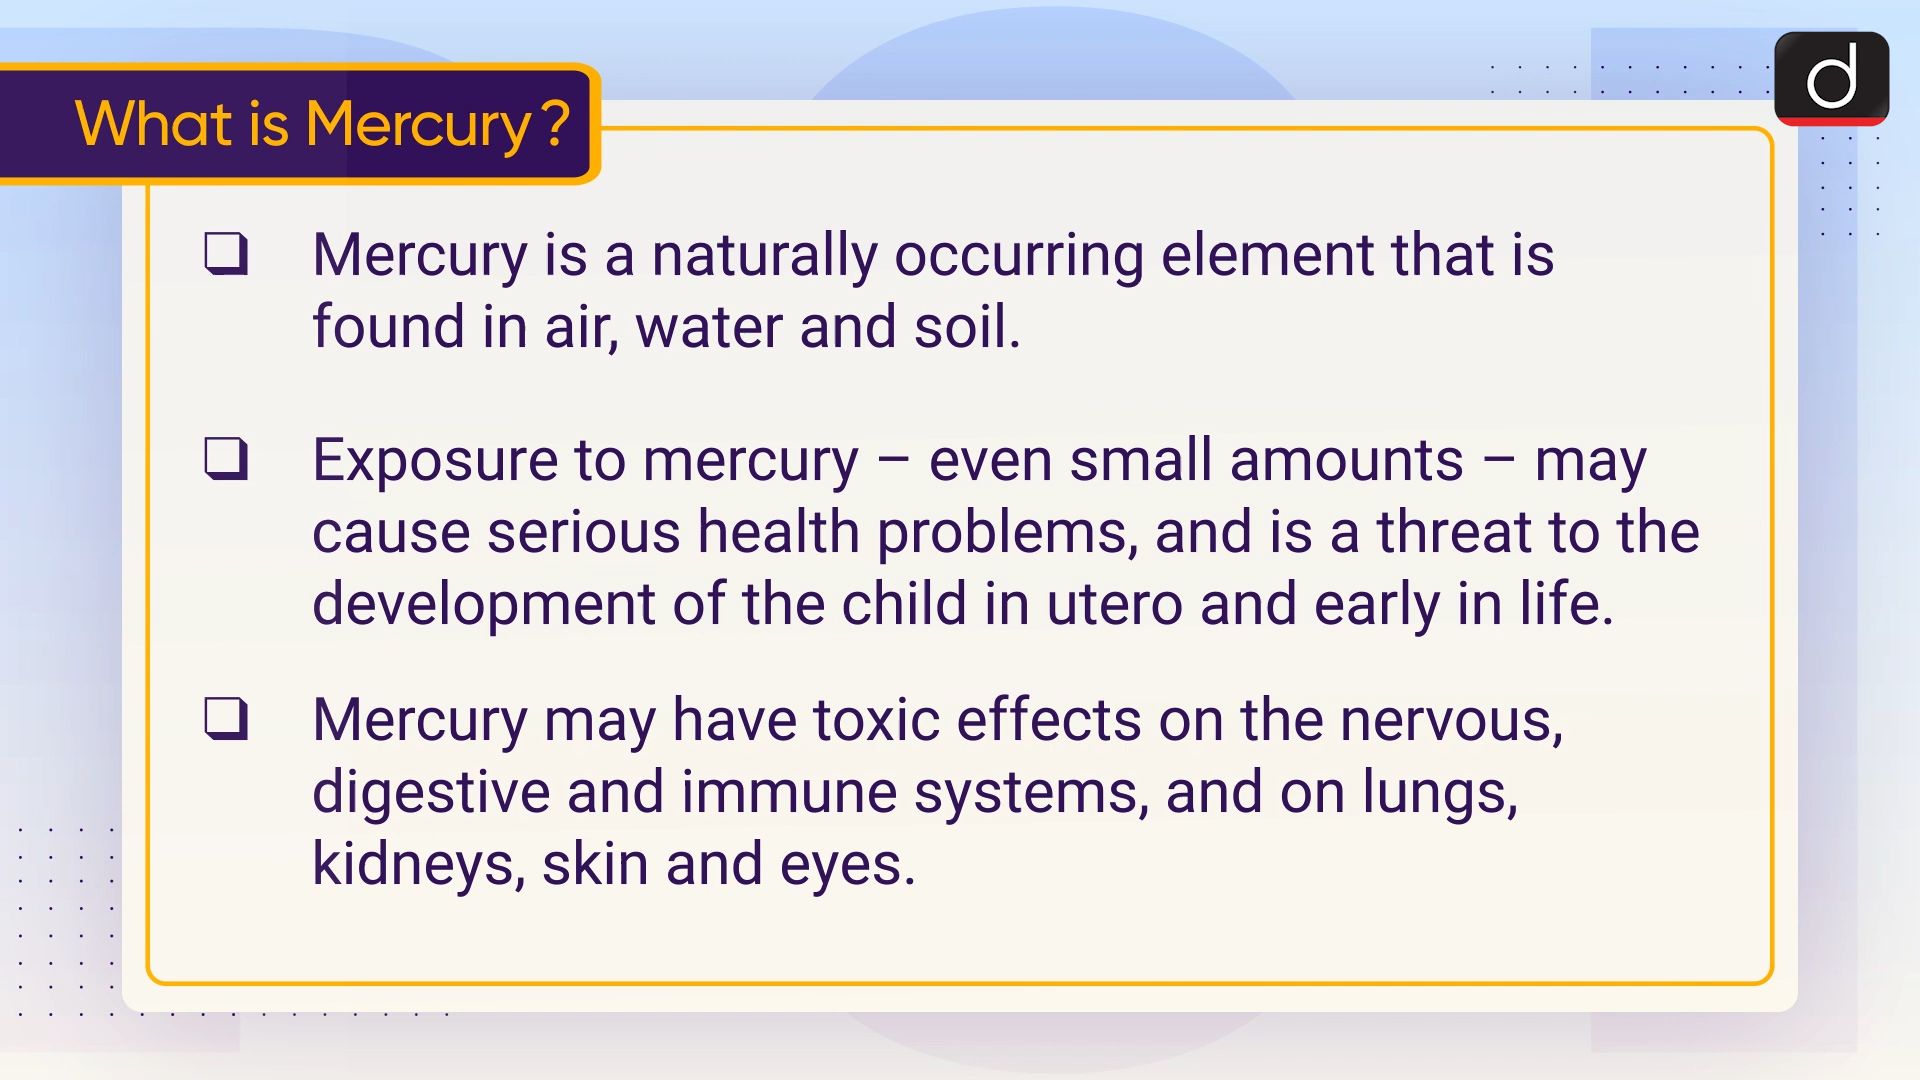 What is Mercury ?
d
❑ Mercury is a naturally occurring element that is
found in air, water and soil.
❑ Exposure to mercury – even small amounts – may
cause serious health problems, and is a threat to the
development of the child in utero and early in life.
❑ Mercury may have toxic effects on the nervous,
digestive and immune systems, and on lungs,
kidneys, skin and eyes.